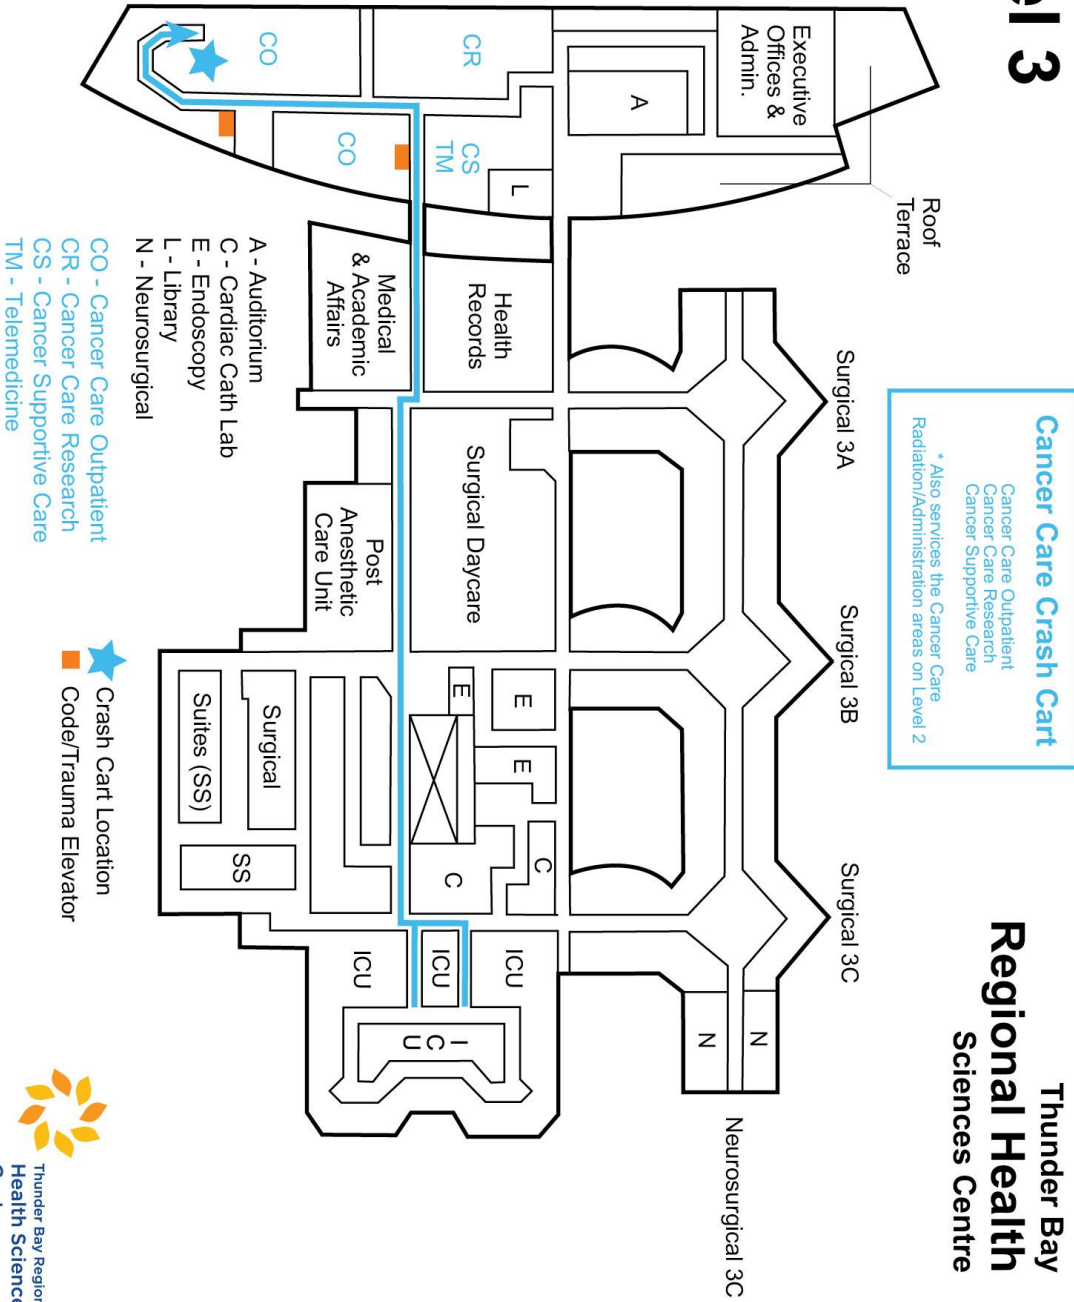 el 3
Thunder Bay
Regional Health
Sciences Centre
Cancer Care Crash Cart
Cancer Care Outpatient
Cancer Care Research
Cancer Supportive Care
* Also services the Cancer Care
Radiation/Administration areas on Level 2
Roof
Terrace
Surgical 3A
Surgical 3B
Surgical 3C
Neurosurgical 3C
Executive
Offices &
Admin.
A
N
N
CR
CS
TM
L
CO
CO
Health
Records
Medical
& Academic
Affairs
Surgical Daycare
Post
Anesthetic
Care Unit
E
E
E
C
C
Surgical
Suites (SS)
SS
ICU
ICU
ICU
I
C
U
A - Auditorium
C - Cardiac Cath Lab
E - Endoscopy
L - Library
N - Neurosurgical
CO - Cancer Care Outpatient
CR - Cancer Care Research
CS - Cancer Supportive Care
TM - Telemedicine
Crash Cart Location
Code/Trauma Elevator
Thunder Bay Region
Health Science